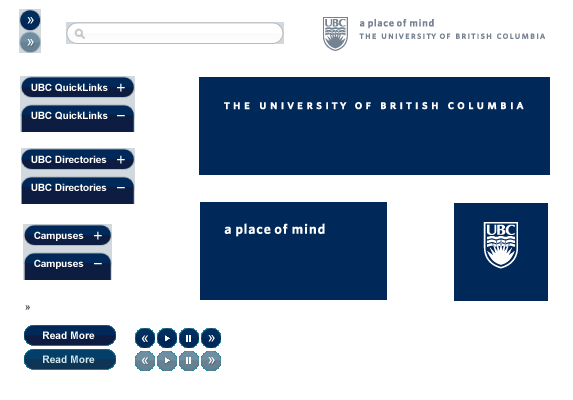 »
»
UBC
a place of mind
THE UNIVERSITY OF BRITISH COLUMBIA
UBC QuickLinks +
UBC QuickLinks −
THE UNIVERSITY OF BRITISH COLUMBIA
UBC Directories +
UBC Directories −
a place of mind
UBC
Campuses +
Campuses −
»
Read More
« »
Read More
« »